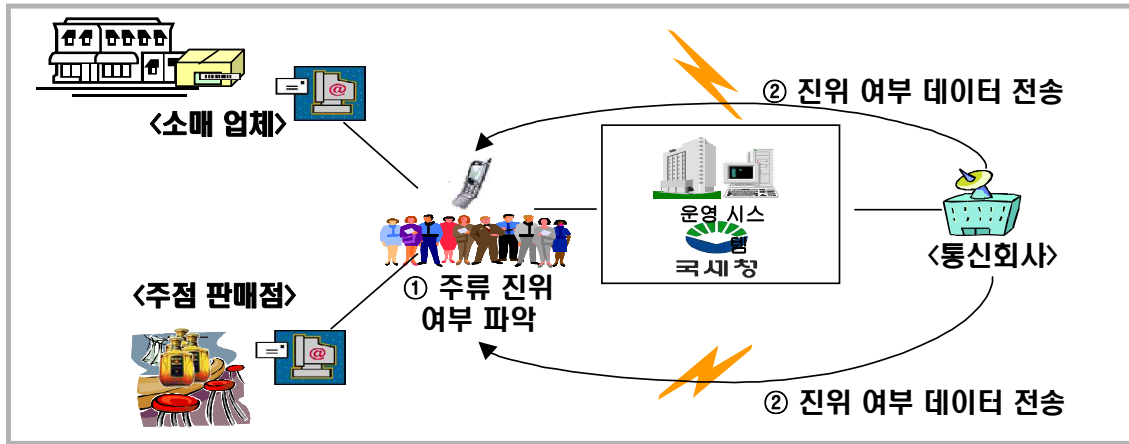 ② 진위 여부 데이터 전송
<소매 업체>
운영 시스
템
국세청
<통신회사>
① 주류 진위
여부 파악
<주점 판매점>
@
@
② 진위 여부 데이터 전송